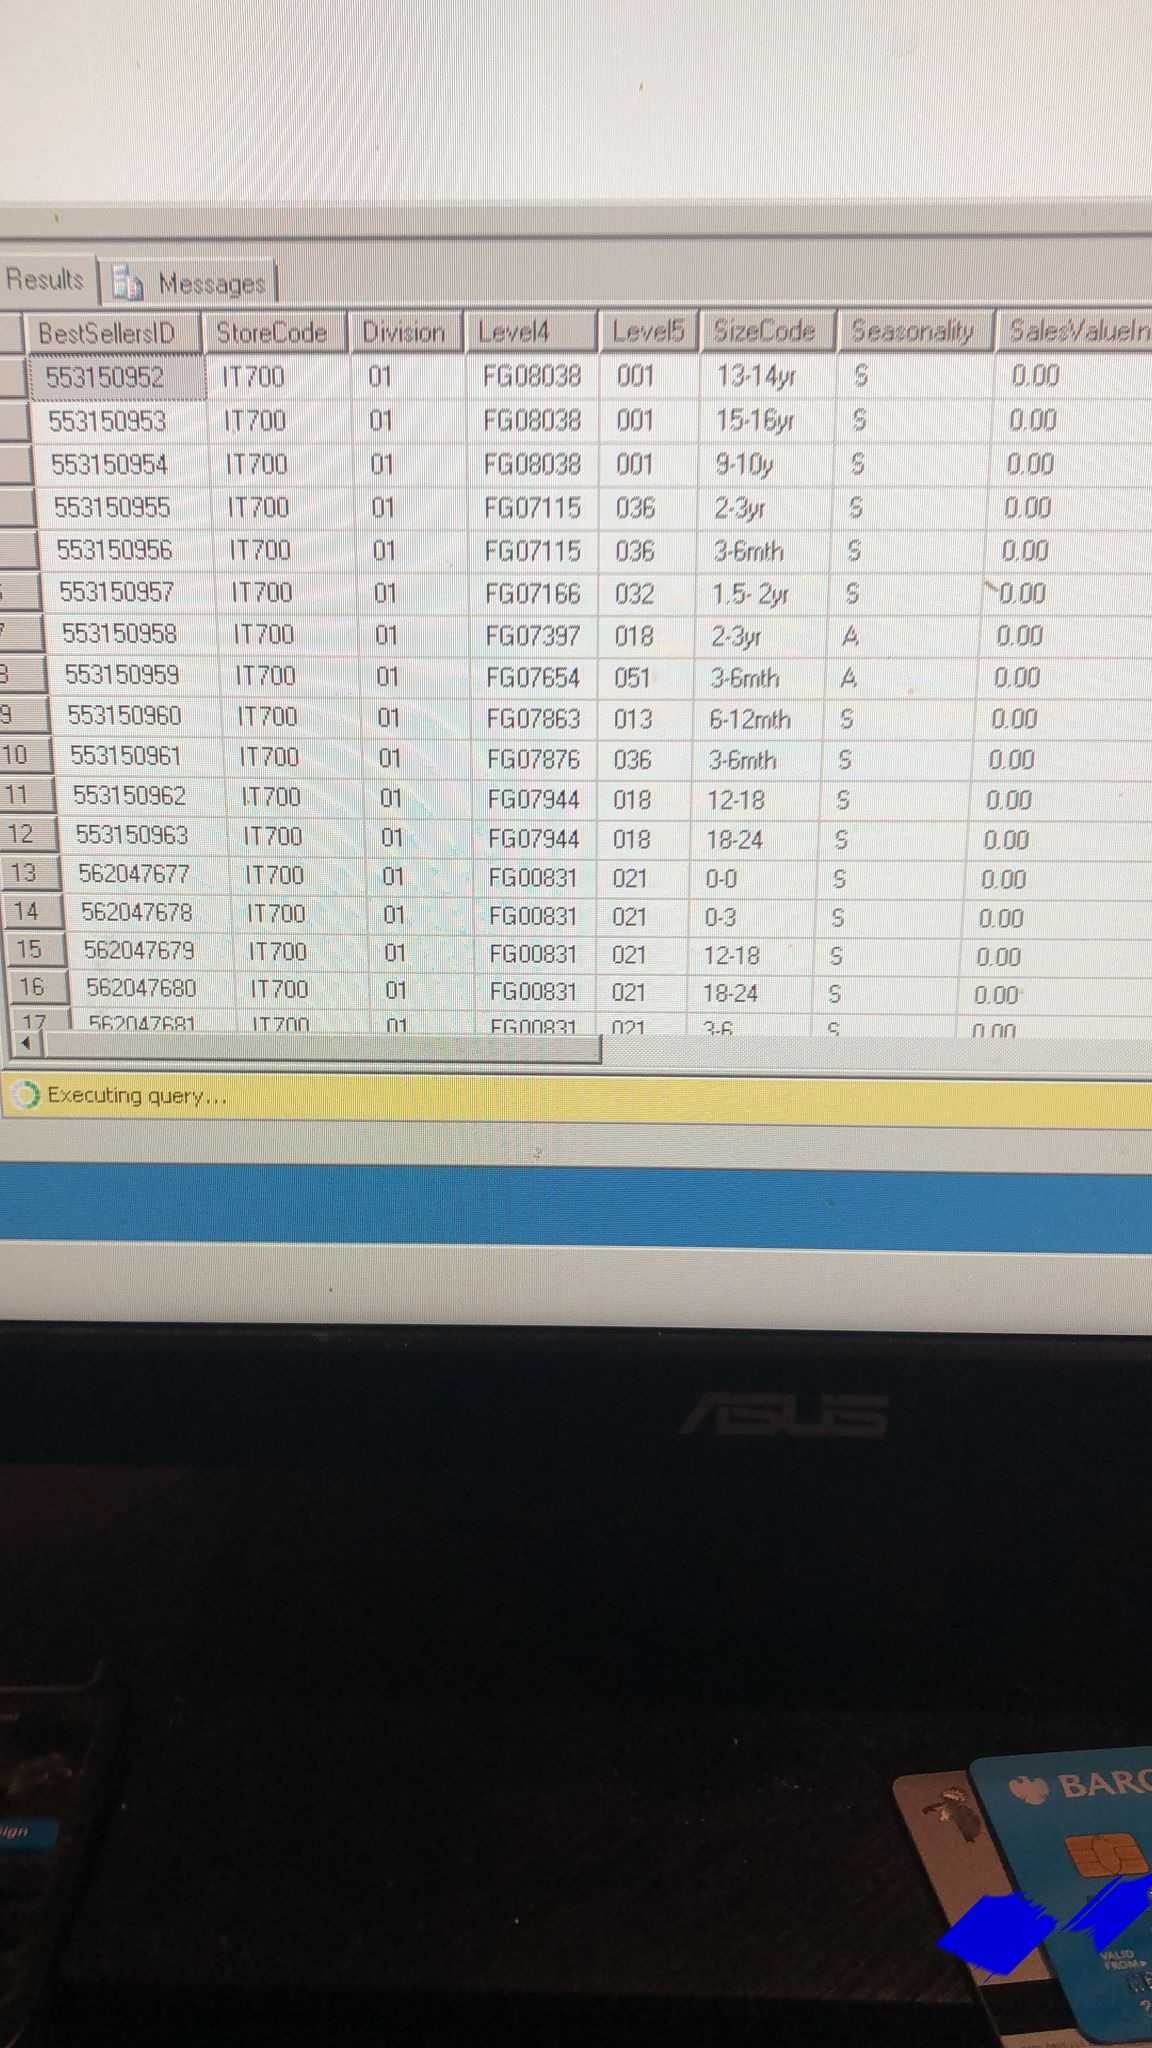 Results Messages
BestSellersID StoreCode Division Level4 Level5 SizeCode Seasonality SalesValueIn
553150952 IT700 01 FG08038 001 13-14yr S 0.00
553150953 IT700 01 FG08038 001 15-16yr S 0.00
553150954 IT700 01 FG08038 001 9-10y S 0.00
553150955 IT700 01 FG07115 036 2-3yr S 0.00
553150956 IT700 01 FG07115 036 3-6mth S 0.00
553150957 IT700 01 FG07166 032 1.5- 2yr S 0.00
7 553150958 IT700 01 FG07397 018 2-3yr A 0.00
8 553150959 IT700 01 FG07654 051 3-6mth A 0.00
9 553150960 IT700 01 FG07863 013 6-12mth S 0.00
10 553150961 IT700 01 FG07876 036 3-6mth S 0.00
11 553150962 IT700 01 FG07944 018 12-18 S 0.00
12 553150963 IT700 01 FG07944 018 18-24 S 0.00
13 562047677 IT700 01 FG00831 021 0-0 S 0.00
14 562047678 IT700 01 FG00831 021 0-3 S 0.00
15 562047679 IT700 01 FG00831 021 12-18 S 0.00
16 562047680 IT700 01 FG00831 021 18-24 S 0.00
17 562047681 IT700 01 FG00831 021 3-6 S 0.00
Executing query...
ASUS
BARC
sign
VALID
FROM